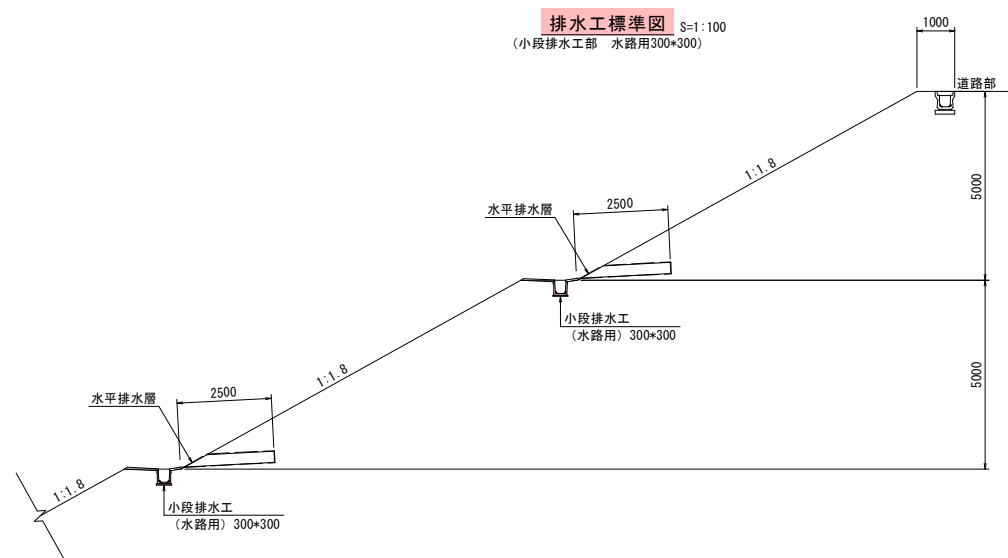 排水工標準図 S=1:100
(小段排水工部 水路用300*300)
1000
道路部
1:1.8
5000
2500
水平排水層
小段排水工
(水路用) 300*300
1:1.8
5000
2500
水平排水層
1:1.8
小段排水工
(水路用) 300*300